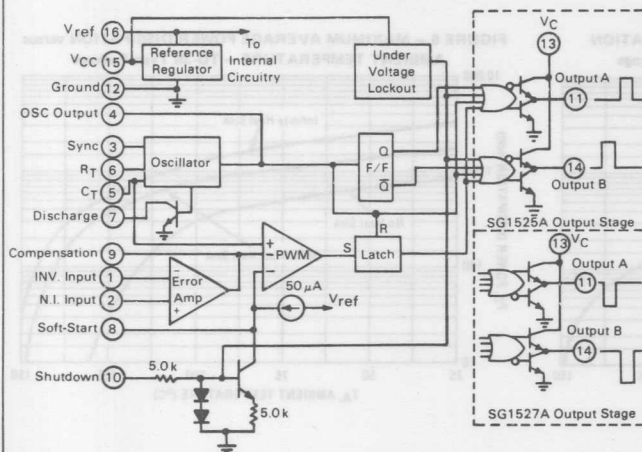 Vref 16
To
Internal
Circuitry
VCC 15
Reference
Regulator
Ground 12
Under
Voltage
Lockout
OSC Output 4
Sync 3
RT 6
CT 5
Discharge 7
Oscillator
Q
F/F
Q̅
VC
13
Output A
11
14
Output B
SG1525A Output Stage
Compensation 9
INV. Input 1
N.I. Input 2
−
Error
Amp
+
+
−
−
PWM
S
R
Latch
50 μA
Vref
Soft-Start 8
Shutdown 10
5.0 k
5.0 k
13 VC
Output A
11
Output B
14
SG1527A Output Stage